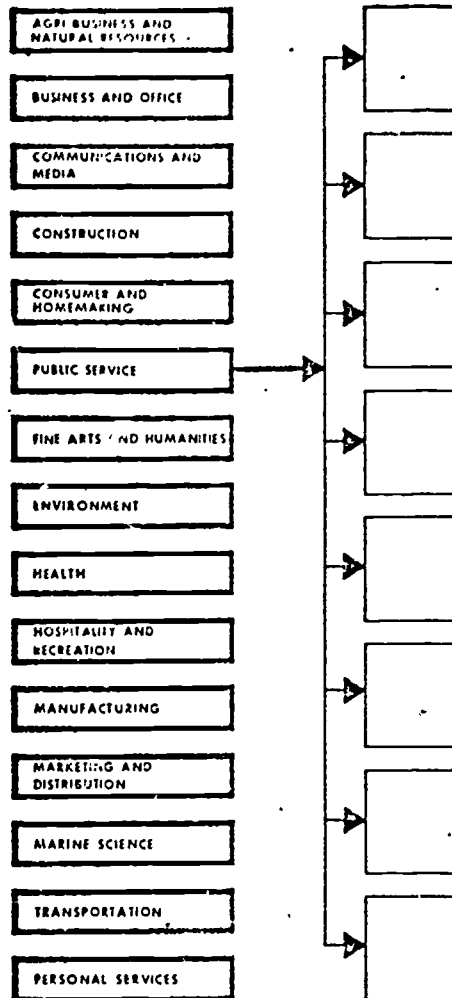 AGRI BUSINESS AND
NATURAL RESOURCES
BUSINESS AND OFFICE
COMMUNICATIONS AND
MEDIA
CONSTRUCTION
CONSUMER AND
HOMEMAKING
PUBLIC SERVICE
FINE ARTS AND HUMANITIES
ENVIRONMENT
HEALTH
HOSPITALITY AND
RECREATION
MANUFACTURING
MARKETING AND
DISTRIBUTION
MARINE SCIENCE
TRANSPORTATION
PERSONAL SERVICES